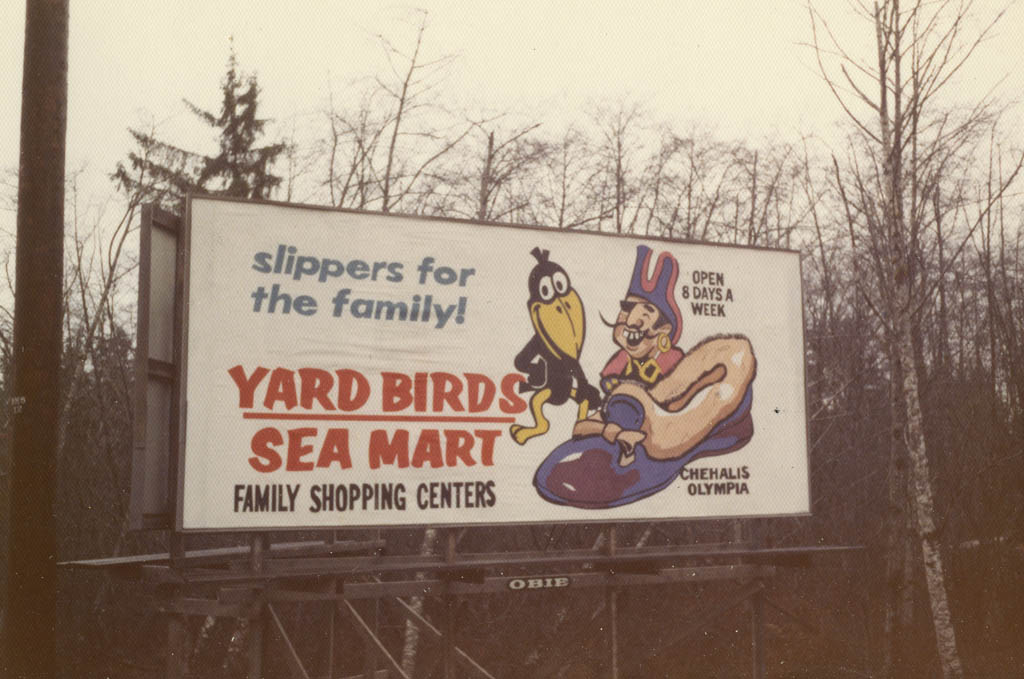 slippers for
the family!
YARD BIRDS
SEA MART
FAMILY SHOPPING CENTERS
OPEN
8 DAYS A
WEEK
CHEHALIS
OLYMPIA
OBIE